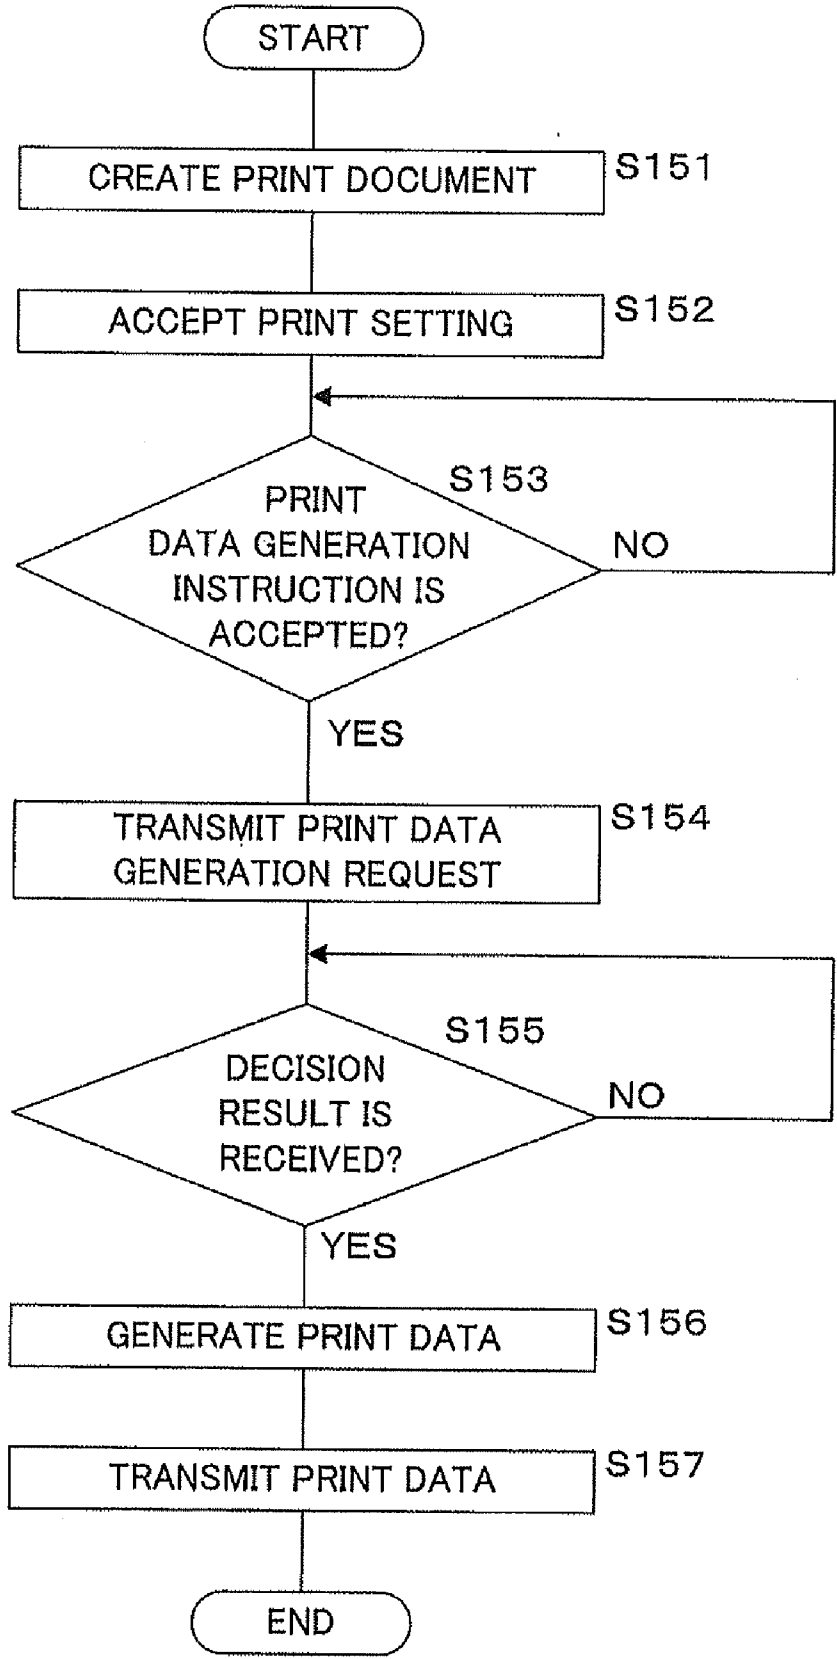 START
CREATE PRINT DOCUMENT
S151
ACCEPT PRINT SETTING
S152
S153
PRINT
DATA GENERATION
INSTRUCTION IS
ACCEPTED?
NO
YES
TRANSMIT PRINT DATA
GENERATION REQUEST
S154
S155
DECISION
RESULT IS
RECEIVED?
NO
YES
GENERATE PRINT DATA
S156
TRANSMIT PRINT DATA
S157
END